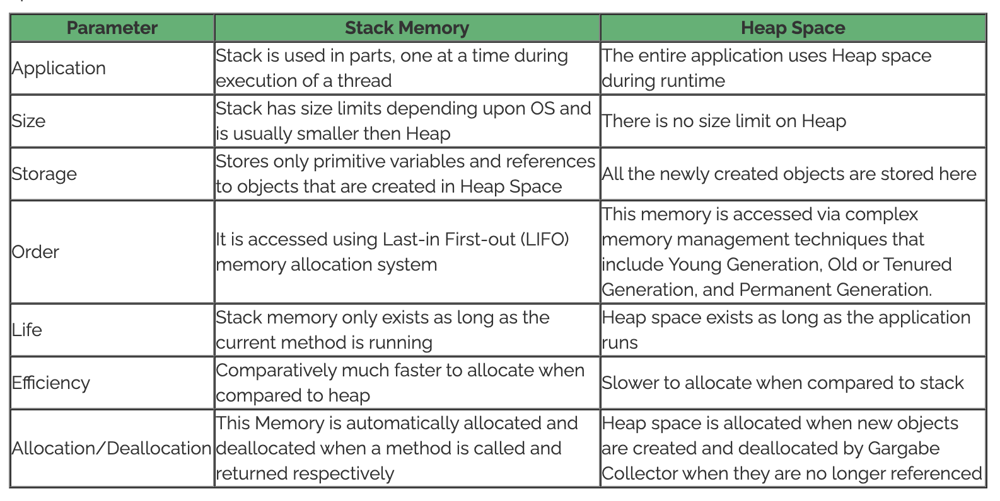 Parameter Stack Memory Heap Space
Application
Stack is used in parts, one at a time during
execution of a thread
The entire application uses Heap space
during runtime
Size
Stack has size limits depending upon OS and
is usually smaller then Heap
There is no size limit on Heap
Storage
Stores only primitive variables and references
to objects that are created in Heap Space
All the newly created objects are stored here
Order
It is accessed using Last-in First-out (LIFO)
memory allocation system
This memory is accessed via complex
memory management techniques that
include Young Generation, Old or Tenured
Generation, and Permanent Generation.
Life
Stack memory only exists as long as the
current method is running
Heap space exists as long as the application
runs
Efficiency
Comparatively much faster to allocate when
compared to heap
Slower to allocate when compared to stack
Allocation/Deallocation
This Memory is automatically allocated and
deallocated when a method is called and
returned respectively
Heap space is allocated when new objects
are created and deallocated by Gargabe
Collector when they are no longer referenced